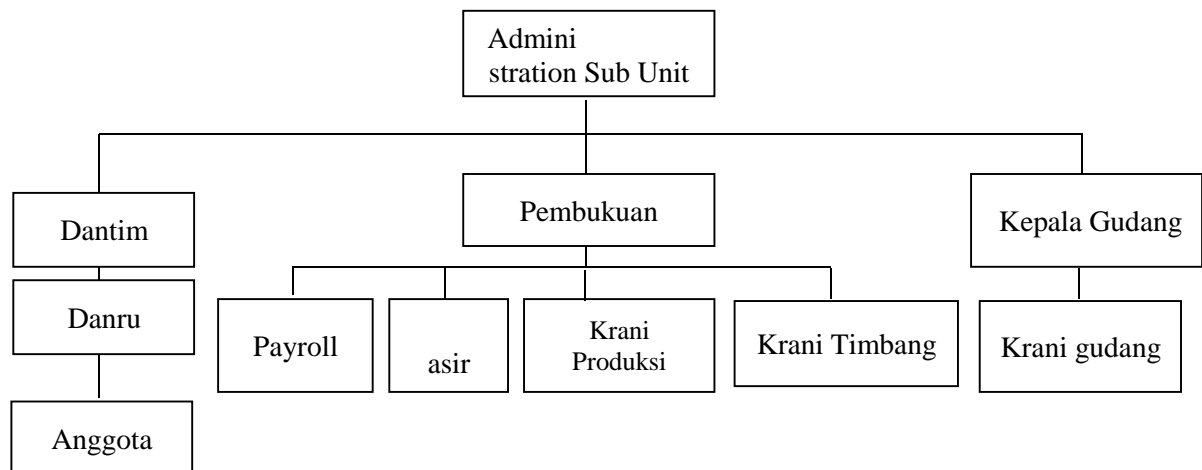 Admini
stration Sub Unit
Dantim
Pembukuan
Kepala Gudang
Danru
Payroll
asir
Krani
Produksi
Krani Timbang
Krani gudang
Anggota